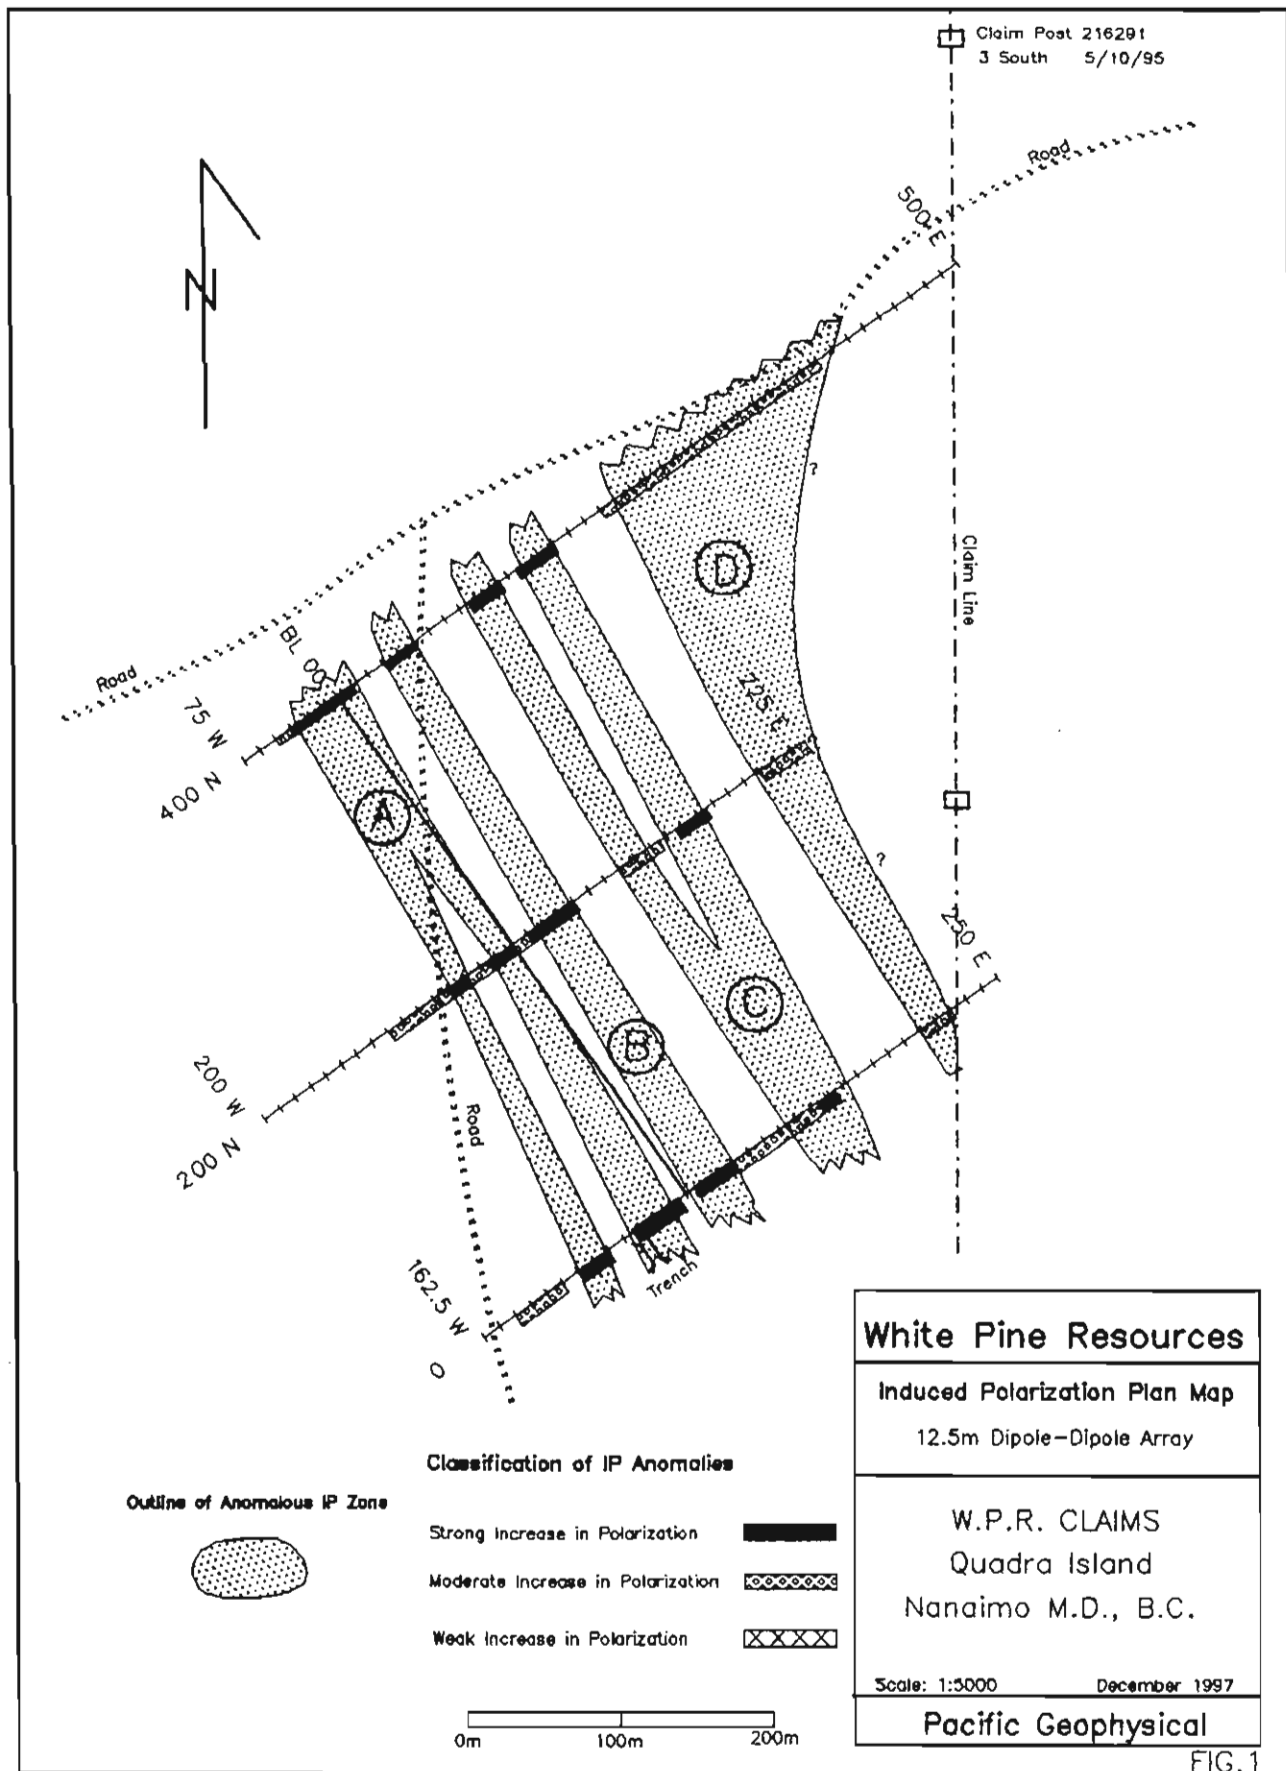 Claim Post 216291
3 South 5/10/95
Road
500 E
N
?
D
Claim Line
BL 00
Road
75 W
400 N
225 E
A
?
?
250 E
C
B
200 W
200 N
Road
162.5 W
0
Trench
White Pine Resources
Induced Polarization Plan Map
12.5m Dipole-Dipole Array
W.P.R. CLAIMS
Quadra Island
Nanaimo M.D., B.C.
Scale: 1:5000 December 1997
Pacific Geophysical
FIG.1
Classification of IP Anomalies
Outline of Anomalous IP Zone
Strong Increase in Polarization
Moderate Increase in Polarization
Weak Increase in Polarization
0m 100m 200m